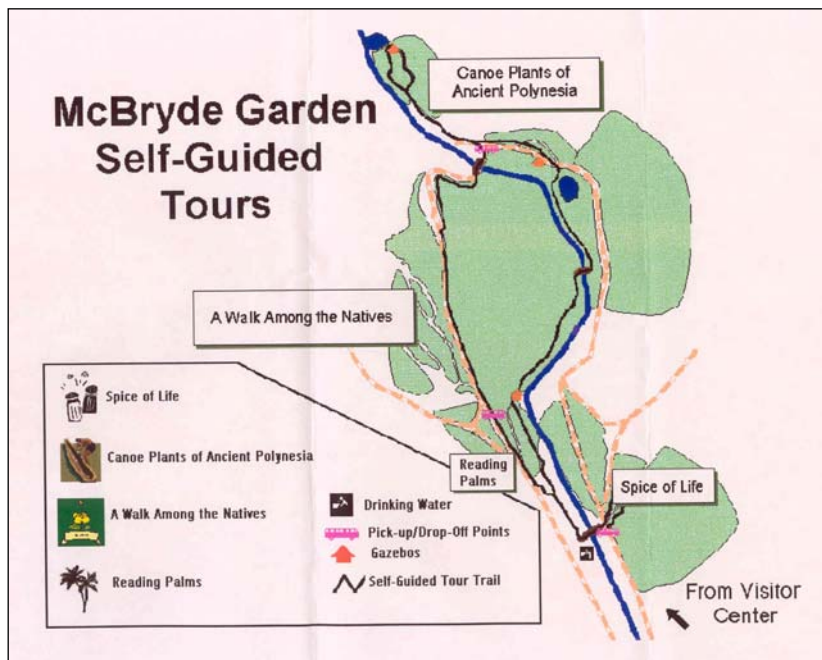 McBryde Garden
Self-Guided
Tours
Canoe Plants of
Ancient Polynesia
A Walk Among the Natives
Reading
Palms
Spice of Life
From Visitor
Center
Spice of Life
Canoe Plants of Ancient Polynesia
A Walk Among the Natives
Reading Palms
Drinking Water
Pick-up/Drop-Off Points
Gazebos
Self-Guided Tour Trail